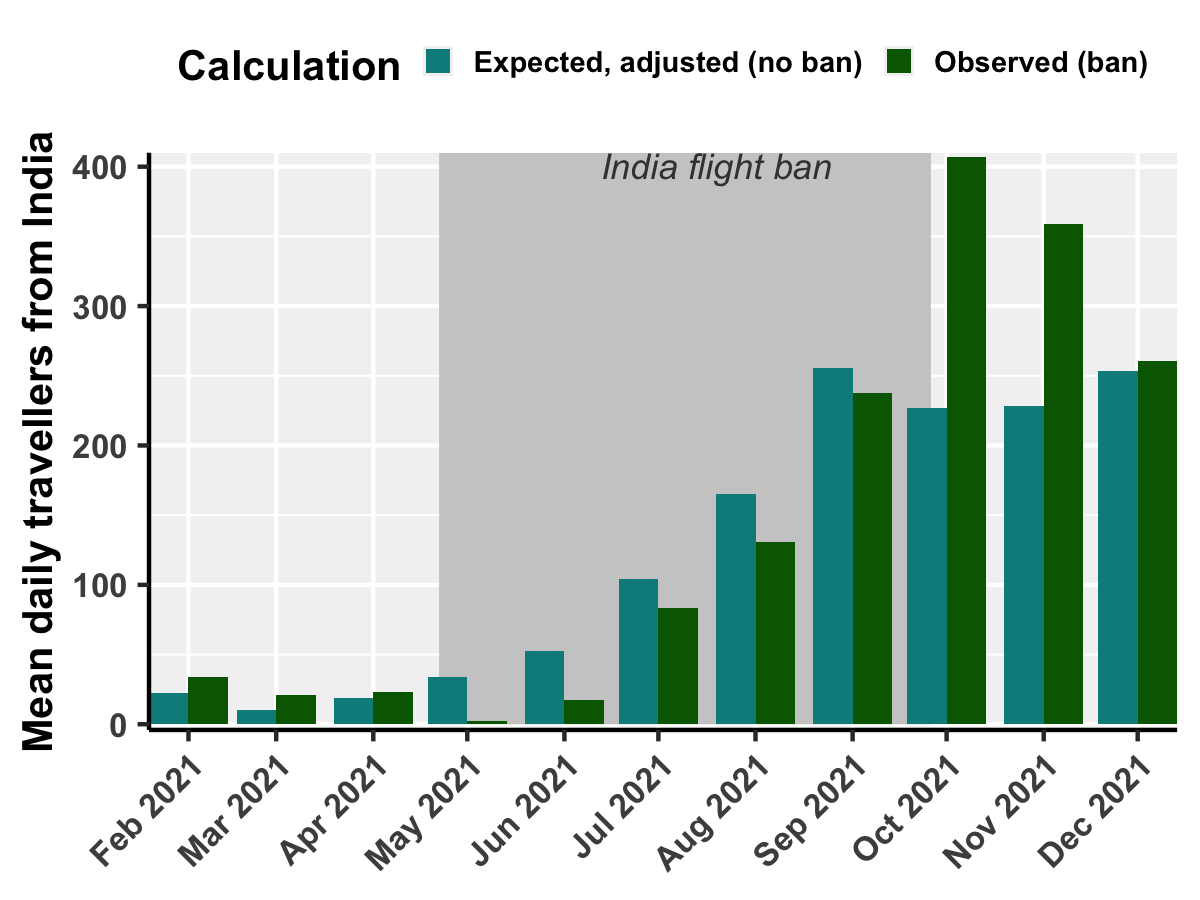 Calculation Expected, adjusted (no ban) Observed (ban)
Mean daily travellers from India
400
300
200
100
0
India flight ban
Feb 2021
Mar 2021
Apr 2021
May 2021
Jun 2021
Jul 2021
Aug 2021
Sep 2021
Oct 2021
Nov 2021
Dec 2021